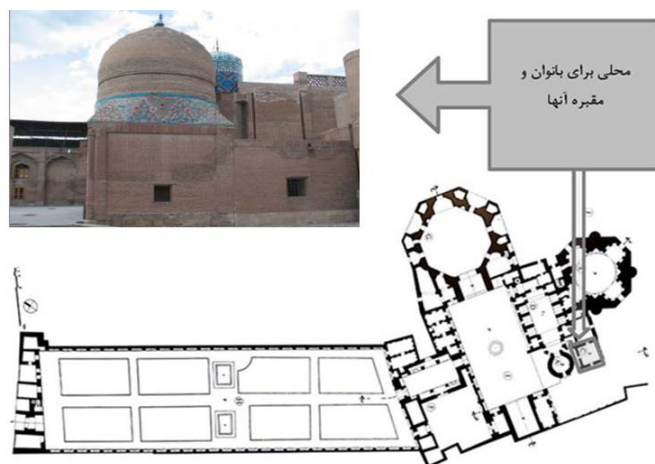 محلی برای بانوان و
مقبره آنها